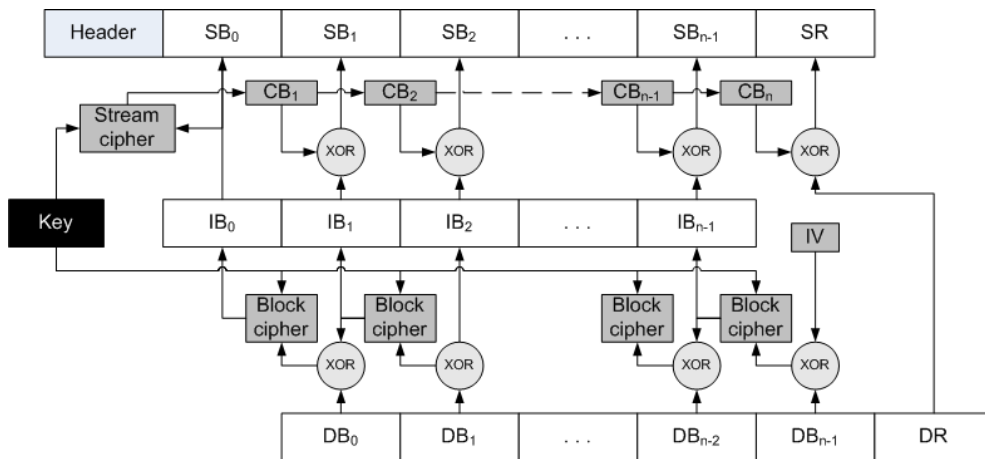 Header SB0 SB1 SB2 . . . SBn-1 SR
CB1 CB2 CBn-1 CBn
Stream
cipher
XOR XOR XOR XOR
Key IB0 IB1 IB2 . . . IBn-1
IV
Block
cipher
Block
cipher
Block
cipher
Block
cipher
XOR XOR XOR XOR
DB0 DB1 . . . DBn-2 DBn-1 DR